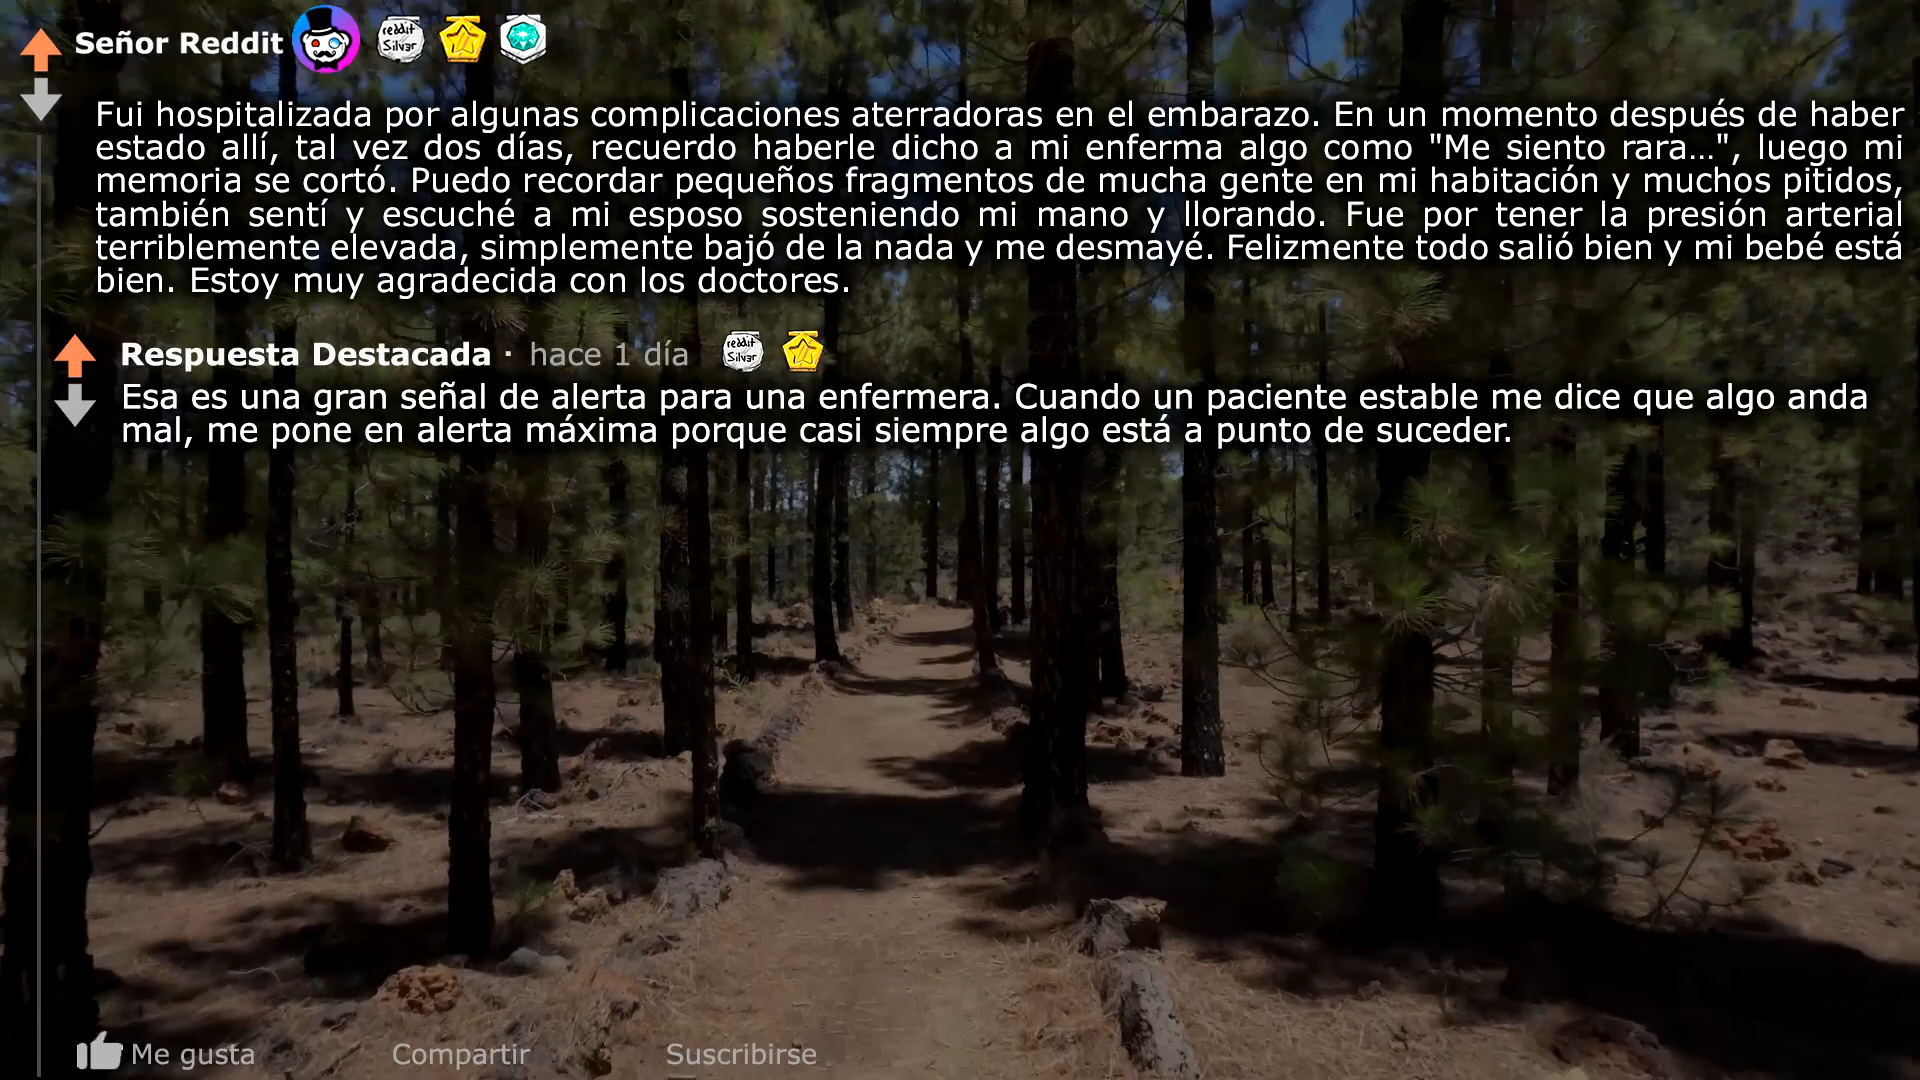 Señor Reddit
reddit
Silver
Fui hospitalizada por algunas complicaciones aterradoras en el embarazo. En un momento después de haber
estado allí, tal vez dos días, recuerdo haberle dicho a mi enferma algo como "Me siento rara...", luego mi
memoria se cortó. Puedo recordar pequeños fragmentos de mucha gente en mi habitación y muchos pitidos,
también sentí y escuché a mi esposo sosteniendo mi mano y llorando. Fue por tener la presión arterial
terriblemente elevada, simplemente bajó de la nada y me desmayé. Felizmente todo salió bien y mi bebé está
bien. Estoy muy agradecida con los doctores.
Respuesta Destacada · hace 1 día
reddit
Silver
Esa es una gran señal de alerta para una enfermera. Cuando un paciente estable me dice que algo anda
mal, me pone en alerta máxima porque casi siempre algo está a punto de suceder.
Me gusta Compartir Suscribirse